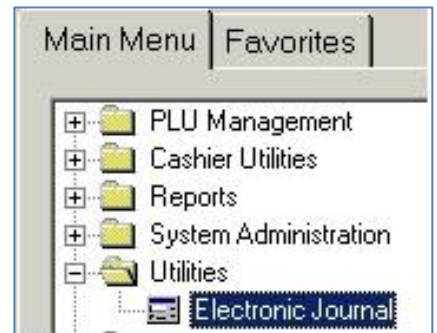 Main Menu Favorites
PLU Management
Cashier Utilities
Reports
System Administration
Utilities
Electronic Journal